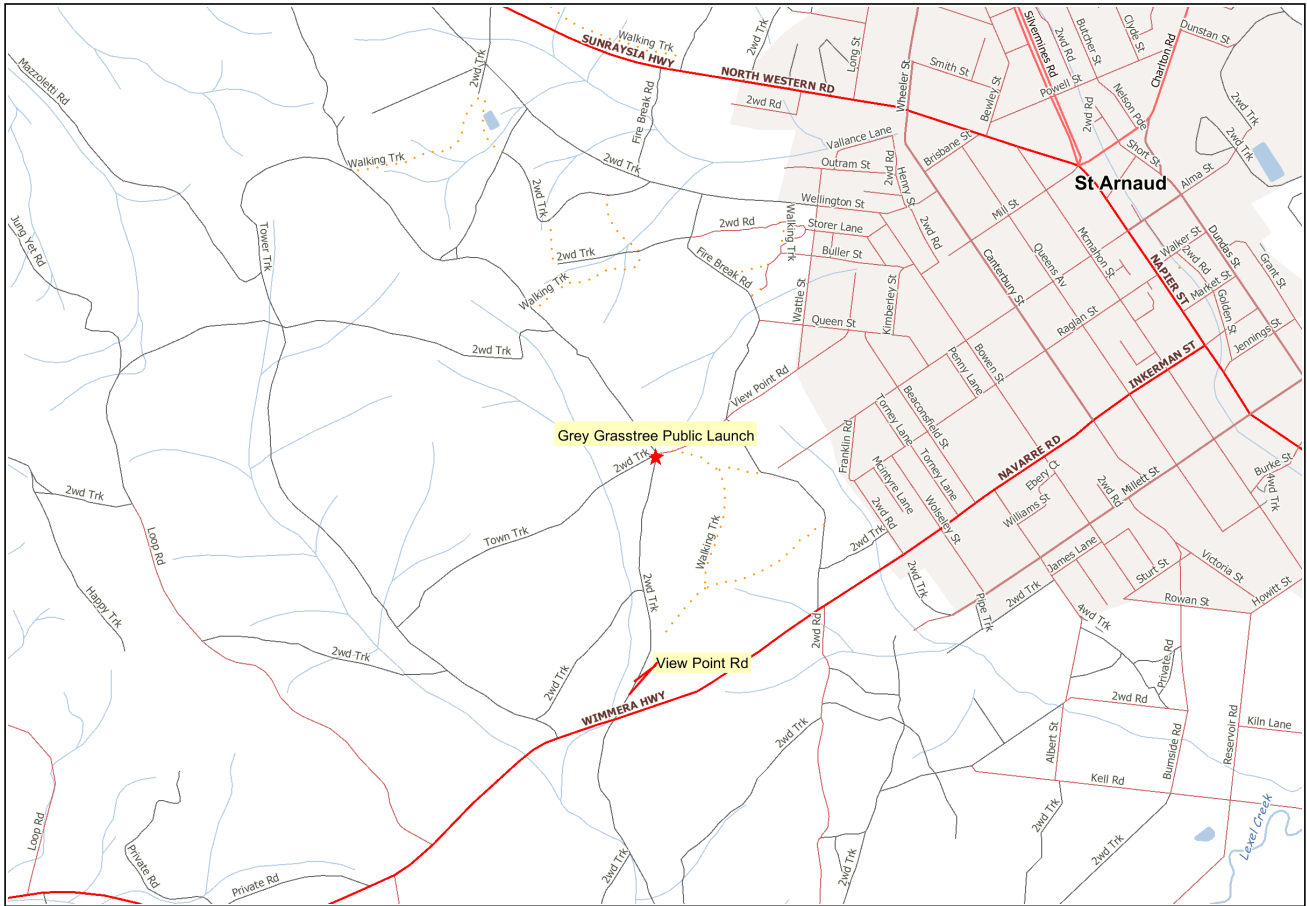 2wd Trk
Walking Trk
SUNRAYSIA HWY
NORTH WESTERN RD
2wd Trk
Long St
Wheeler St
Smith St
Bewley St
Silvermines Rd
2wd Rd
Butcher St
Clyde St
Charlton Rd
Dunstan St
Mazzoletti Rd
2wd Rd
Fire Break Rd
Powell St
Nelson Pde
2wd Rd
2wd Trk
2wd Trk
Walking Trk
2wd Trk
Vallance Lane
Brisbane St
Outram St
2wd Rd
Henry St
Short St
St Arnaud
Alma St
2wd Trk
Wellington St
Mill St
Jung Yet Rd
Tower Trk
2wd Rd
Walking Trk
Storer Lane
2wd Rd
Mcmahon St
Walker St
Dundas St
2wd Trk
Buller St
Queens Av
2wd Rd
Grant St
Fire Break Rd
Canterbury St
NAPIER ST
Market St
Walking Trk
Wattle St
Kimberley St
Golden St
Queen St
Raglan St
Jennings St
2wd Trk
Penny Lane
Bowen St
INKERMAN ST
View Point Rd
Torney Lane
Beaconsfield St
Grey Grasstree Public Launch
Franklin Rd
NAVARRE RD
2wd Trk
Mcintyre Lane
Torney Lane
Ebery Ct
Burke St
2wd Trk
2wd Rd
Wolseley St
Williams St
2wd Rd
Millett St
4wd Trk
Loop Rd
Town Trk
Walking Trk
2wd Trk
James Lane
Sturt St
Victoria St
Happy Trk
2wd Trk
2wd Trk
Pipe Trk
2wd Trk
Rowan St
Howitt St
2wd Rd
4wd Trk
2wd Trk
View Point Rd
Private Rd
2wd Trk
WIMMERA HWY
2wd Rd
2wd Trk
Albert St
Burnside Rd
Reservoir Rd
Kiln Lane
Kell Rd
Loop Rd
2wd Trk
Lexel Creek
Private Rd
Private Rd
2wd Trk
2wd Trk
2wd Trk